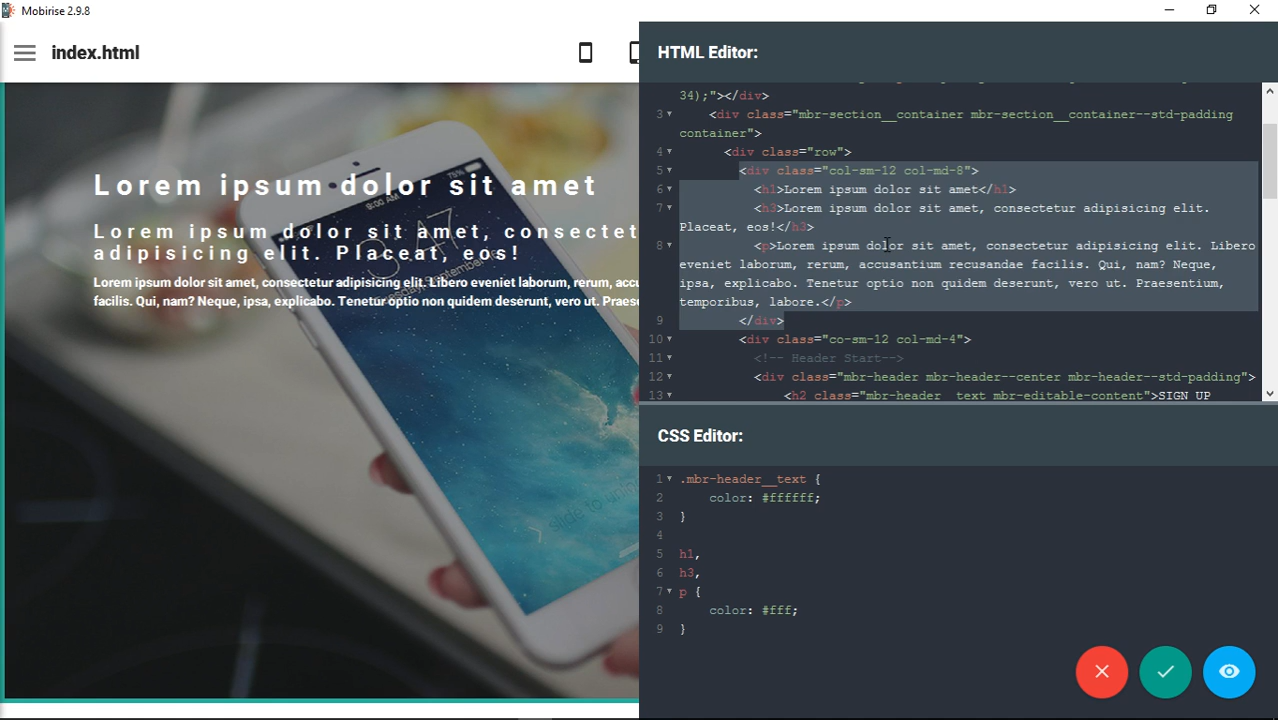 Mobirise 2.9.8
index.html
Lorem ipsum dolor sit amet
Lorem ipsum dolor sit amet, consectet
adipisicing elit. Placeat, eos!
Lorem ipsum dolor sit amet, consectetur adipisicing elit. Libero eveniet laborum, rerum, accu
facilis. Qui, nam? Neque, ipsa, explicabo. Tenetur optio non quidem deserunt, vero ut. Praese
9:00 AM
75%
3:47
HTML Editor:
34);"></div>
3 <div class="mbr-section__container mbr-section__container--std-padding
container">
4 <div class="row">
5 <div class="col-sm-12 col-md-8">
6 <h1>Lorem ipsum dolor sit amet</h1>
7 <h3>Lorem ipsum dolor sit amet, consectetur adipisicing elit.
Placeat, eos!</h3>
8 <p>Lorem ipsum dolor sit amet, consectetur adipisicing elit. Libero
eveniet laborum, rerum, accusantium recusandae facilis. Qui, nam? Neque,
ipsa, explicabo. Tenetur optio non quidem deserunt, vero ut. Praesentium,
temporibus, labore.</p>
9 </div>
10 <div class="co-sm-12 col-md-4">
11 <!-- Header Start-->
12 <div class="mbr-header mbr-header--center mbr-header--std-padding">
13 <h2 class="mbr-header__text mbr-editable-content">SIGN UP
CSS Editor:
1 .mbr-header__text {
2 color: #ffffff;
3 }
4
5 h1,
6 h3,
7 p {
8 color: #fff;
9 }